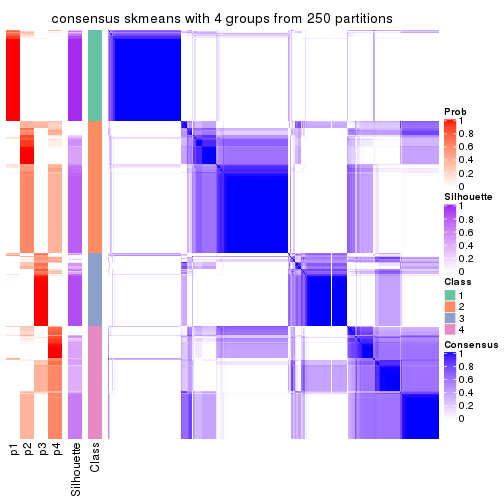 consensus skmeans with 4 groups from 250 partitions
Prob
1
0.8
0.6
0.4
0.2
0
Silhouette
1
0.8
0.6
0.4
0.2
0
Class
1
2
3
4
Consensus
1
0.8
0.6
0.4
0.2
0
p1
p2
p3
p4
Silhouette
Class